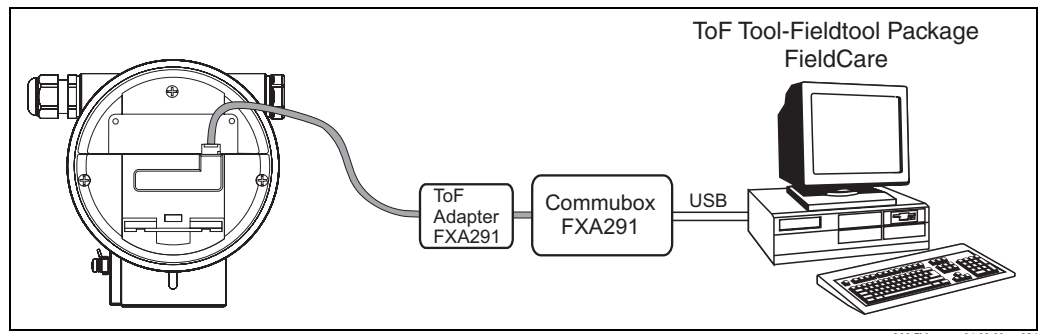 ToF Tool-Fieldtool Package
FieldCare
ToF
Adapter
FXA291
Commubox
FXA291
USB